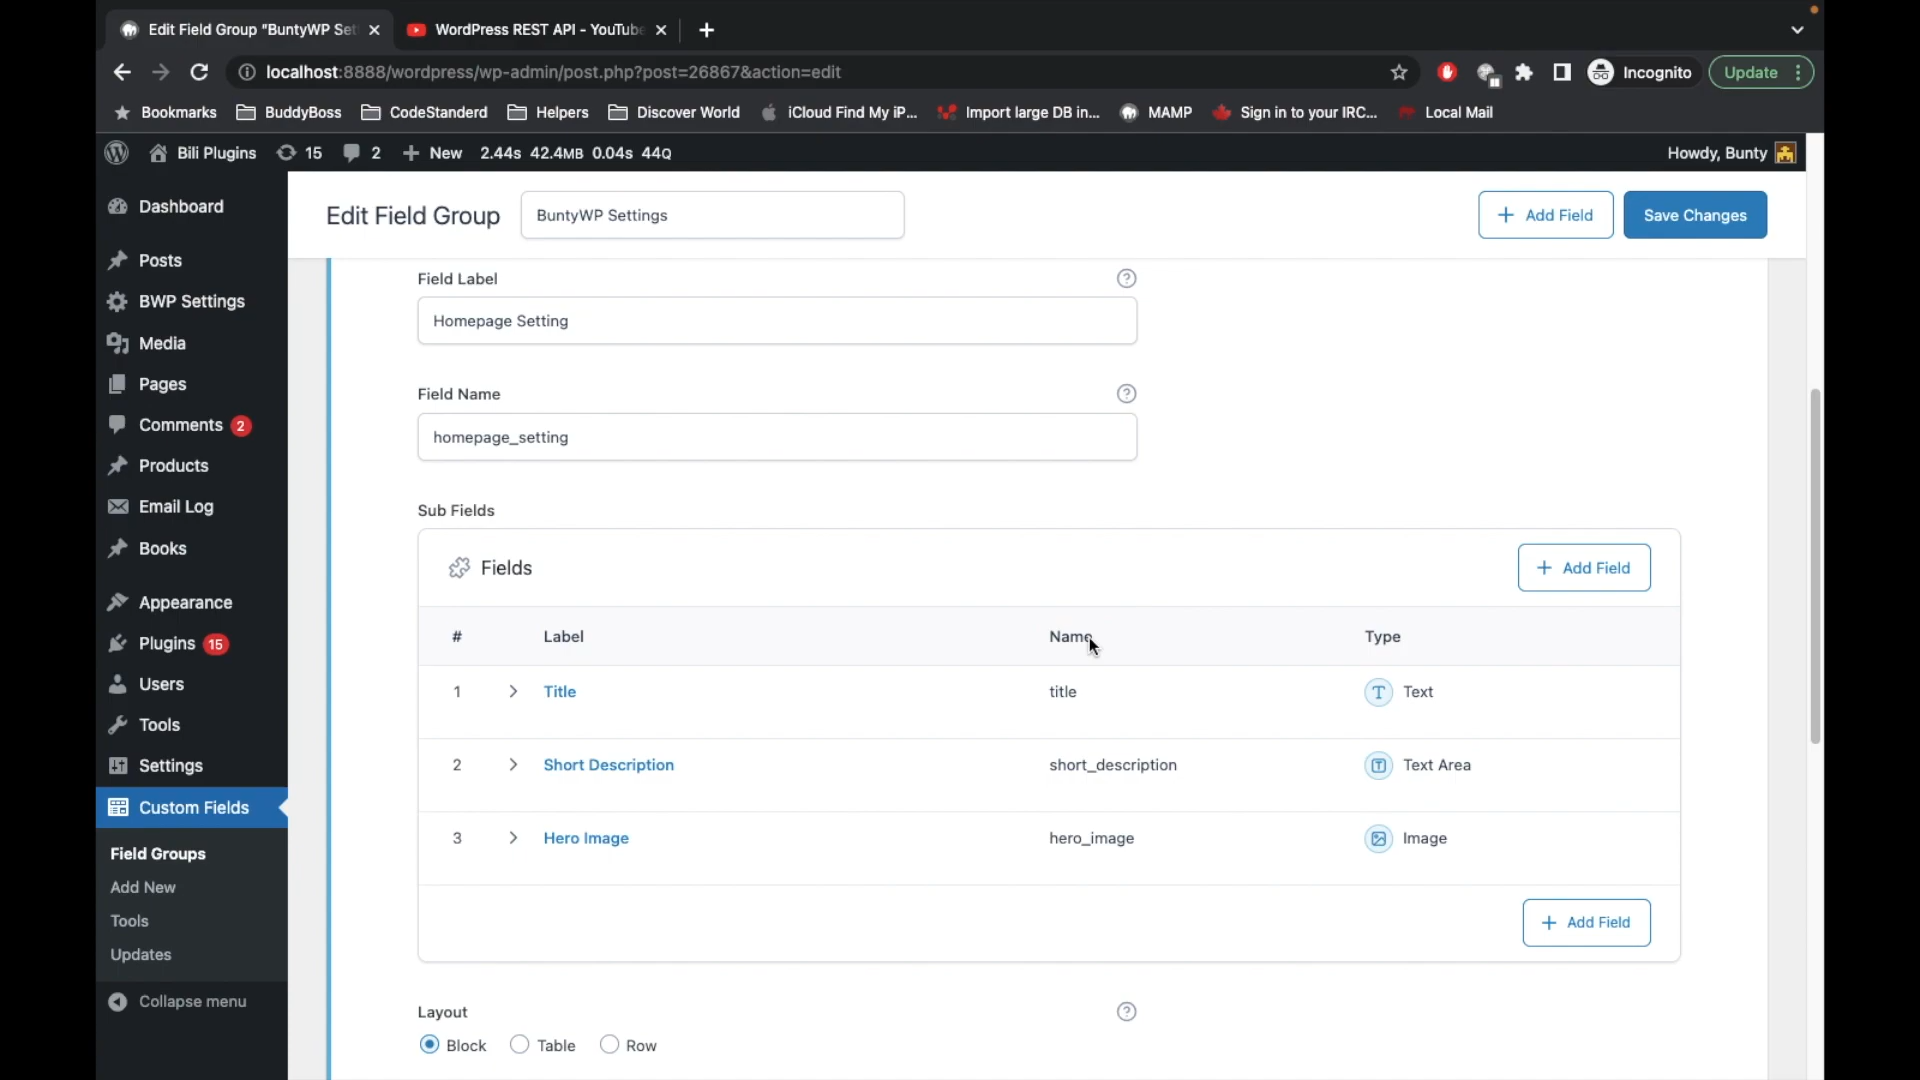 Edit Field Group "BuntyWP Set
WordPress REST API - YouTube
localhost:8888/wordpress/wp-admin/post.php?post=26867&action=edit
Incognito
Update
Bookmarks
BuddyBoss
CodeStanderd
Helpers
Discover World
iCloud Find My iP...
Import large DB in...
MAMP
Sign in to your IRC...
Local Mail
Bili Plugins
15
2
New
2.44s 42.4MB 0.04s 44Q
Howdy, Bunty
Dashboard
Posts
BWP Settings
Media
Pages
Comments 2
Products
Email Log
Books
Appearance
Plugins 15
Users
Tools
Settings
Custom Fields
Field Groups
Add New
Tools
Updates
Collapse menu
Edit Field Group
BuntyWP Settings
+ Add Field
Save Changes
Field Label
Homepage Setting
Field Name
homepage_setting
Sub Fields
Fields
+ Add Field
# Label Name Type
1 Title title Text
2 Short Description short_description Text Area
3 Hero Image hero_image Image
+ Add Field
Layout
Block Table Row